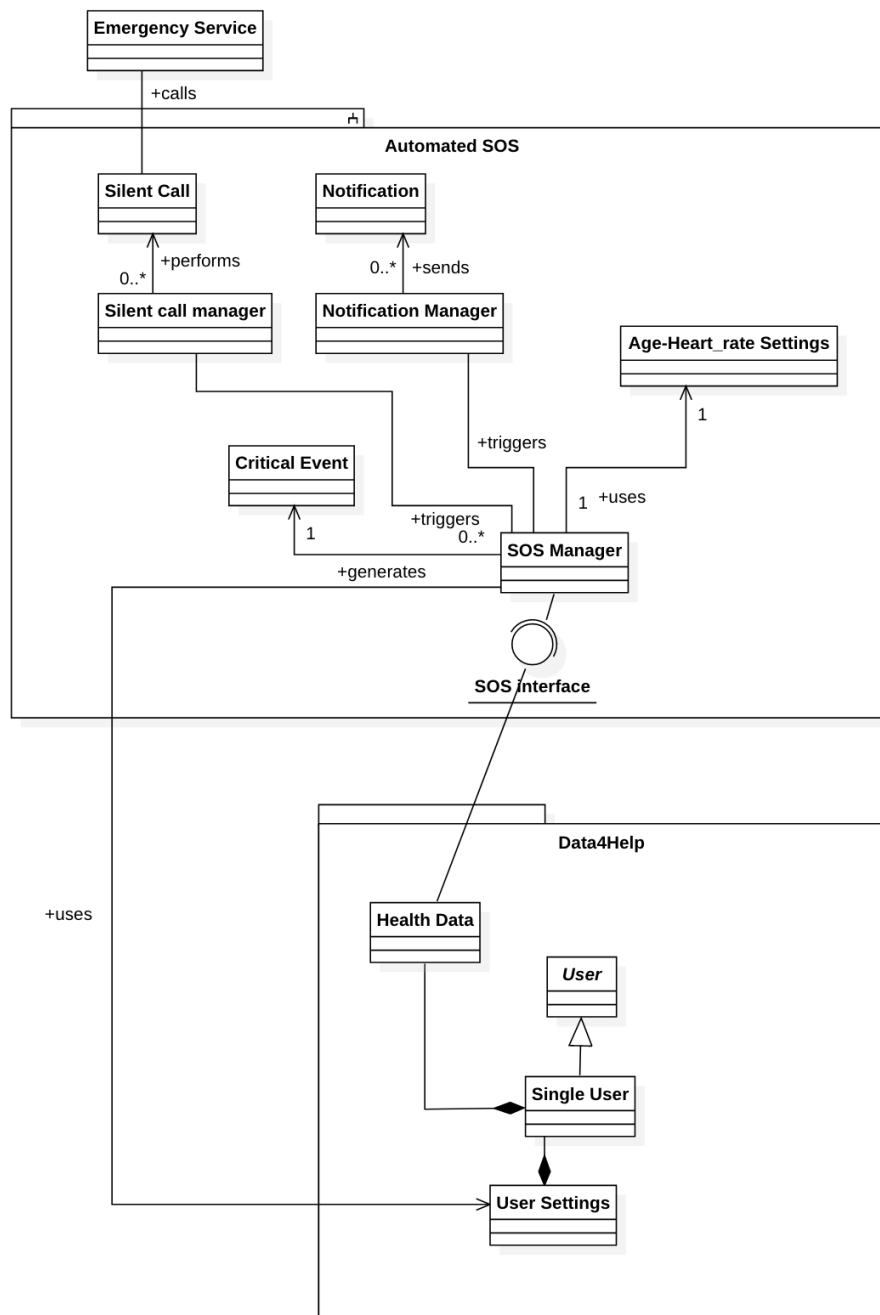 Emergency Service
+calls
Automated SOS
Silent Call
Notification
+performs
0..*
0..*
+sends
Silent call manager
Notification Manager
Age-Heart_rate Settings
1
+triggers
Critical Event
1
+uses
+triggers
1
0..*
SOS Manager
+generates
SOS interface
Data4Help
+uses
Health Data
User
Single User
User Settings